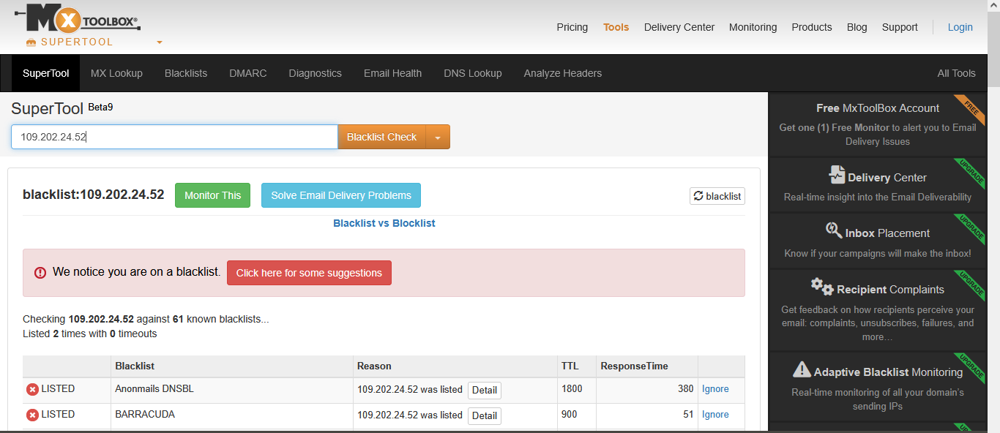 MX TOOLBOX®
SUPERTOOL
Pricing Tools Delivery Center Monitoring Products Blog Support Login
SuperTool MX Lookup Blacklists DMARC Diagnostics Email Health DNS Lookup Analyze Headers All Tools
SuperTool Beta9
109.202.24.52 Blacklist Check
blacklist:109.202.24.52 Monitor This Solve Email Delivery Problems blacklist
Blacklist vs Blocklist
We notice you are on a blacklist. Click here for some suggestions
Checking 109.202.24.52 against 61 known blacklists...
Listed 2 times with 0 timeouts
Blacklist Reason TTL ResponseTime
LISTED Anonmails DNSBL 109.202.24.52 was listed Detail 1800 380 Ignore
LISTED BARRACUDA 109.202.24.52 was listed Detail 900 51 Ignore
FREE
Free MxToolBox Account
Get one (1) Free Monitor to alert you to Email
Delivery Issues
UPGRADE
Delivery Center
Real-time insight into the Email Deliverability
UPGRADE
Inbox Placement
Know if your campaigns will make the inbox!
UPGRADE
Recipient Complaints
Get feedback on how recipients perceive your
email: complaints, unsubscribes, failures, and
more…
UPGRADE
Adaptive Blacklist Monitoring
Real-time monitoring of all your domain's
sending IPs